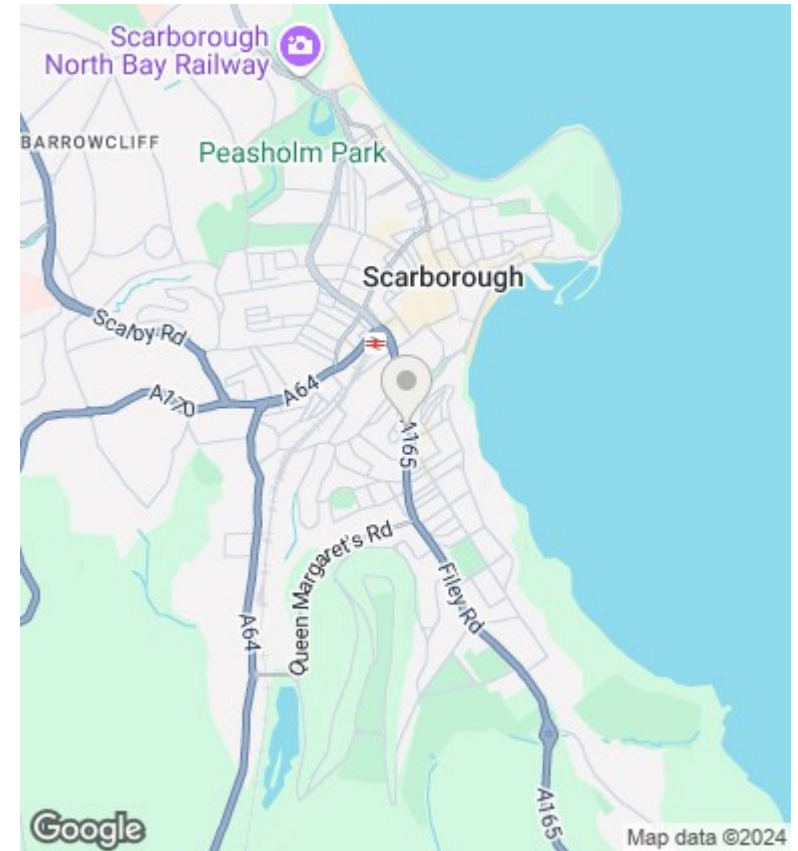 Scarborough
North Bay Railway
BARROWCLIFF
Peasholm Park
Scarborough
Scalby Rd
A64
A170
A165
Queen Margaret's Rd
Filey Rd
A64
A165
Google
Map data ©2024